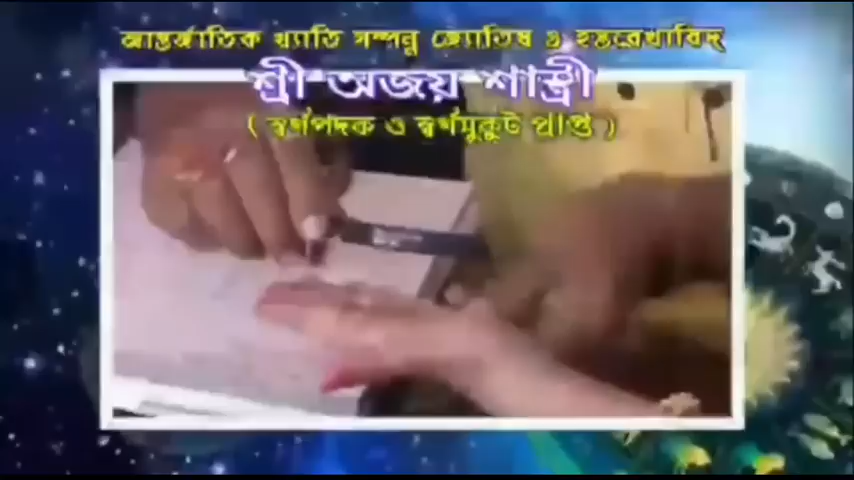 আন্তর্জাতিক খ্যাতি সম্পন্ন জ্যোতিষ ও হস্তরেখাবিদ
শ্রী অজয় শাস্ত্রী
( স্বর্ণপদক ও স্বর্ণমুকুট প্রাপ্ত )